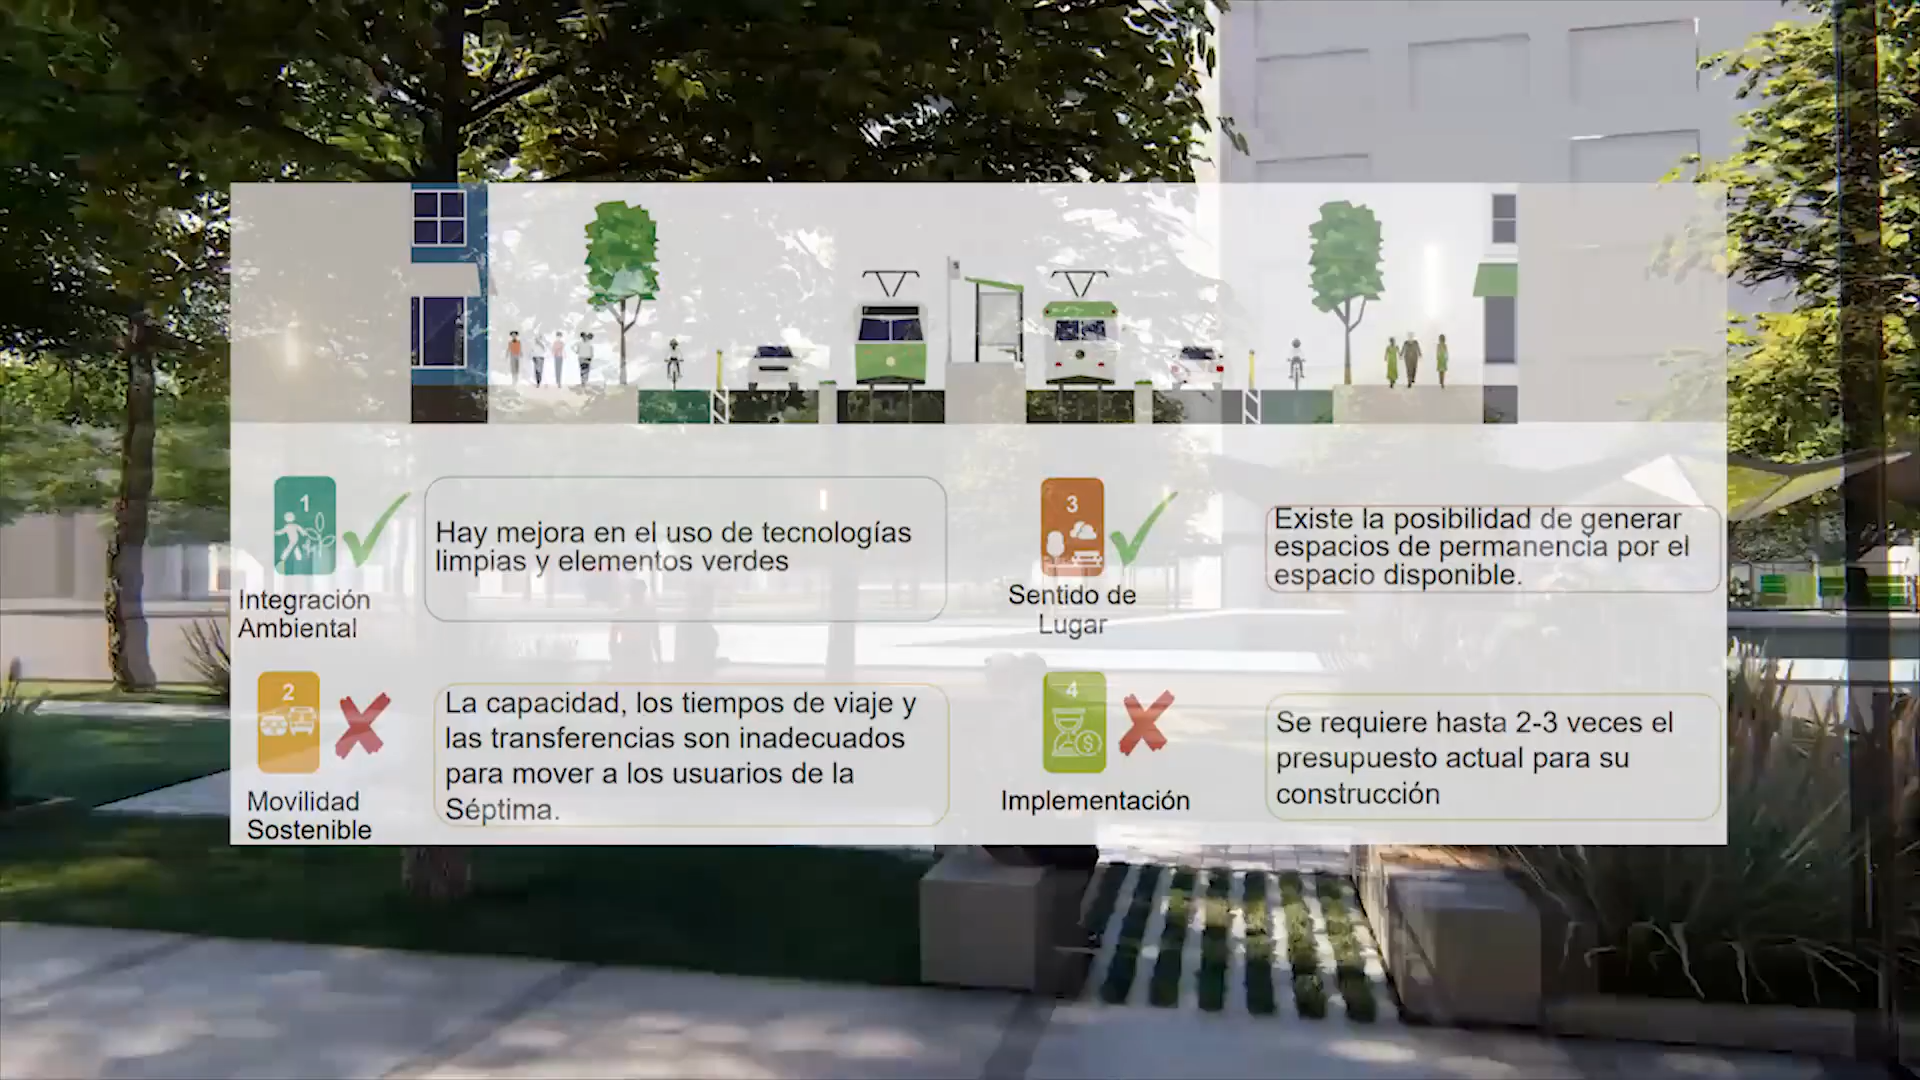 1
Hay mejora en el uso de tecnologías
limpias y elementos verdes
Integración
Ambiental
3
Existe la posibilidad de generar
espacios de permanencia por el
espacio disponible.
Sentido de
Lugar
2
La capacidad, los tiempos de viaje y
las transferencias son inadecuados
para mover a los usuarios de la
Séptima.
Movilidad
Sostenible
4
$
Se requiere hasta 2-3 veces el
presupuesto actual para su
construcción
Implementación